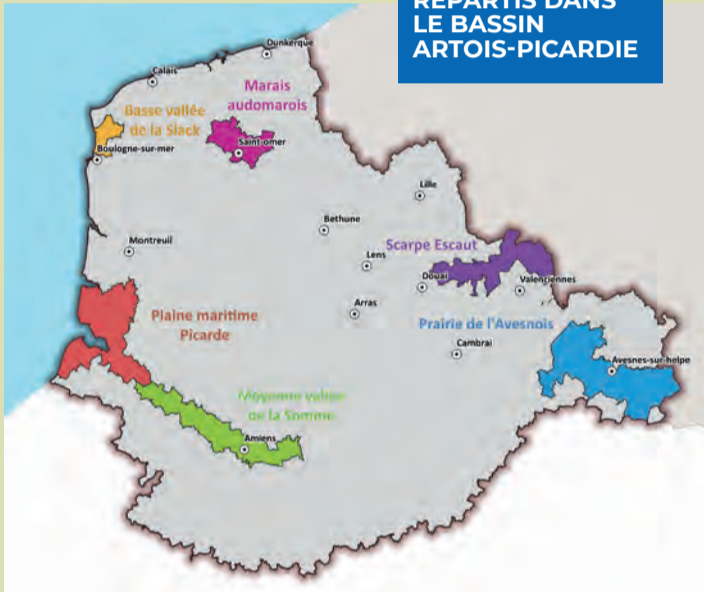 RÉPARTIS DANS
LE BASSIN
ARTOIS-PICARDIE
Dunkerque
Calais
Marais
audomarois
Basse vallée
de la Slack
Saint-omer
Boulogne-sur-mer
Lille
Bethune
Montreuil
Lens
Scarpe Escaut
Douai
Valenciennes
Arras
Plaine maritime
Picarde
Prairie de l'Avesnois
Cambrai
Avesnes-sur-helpe
Moyenne vallée
de la Somme
Amiens